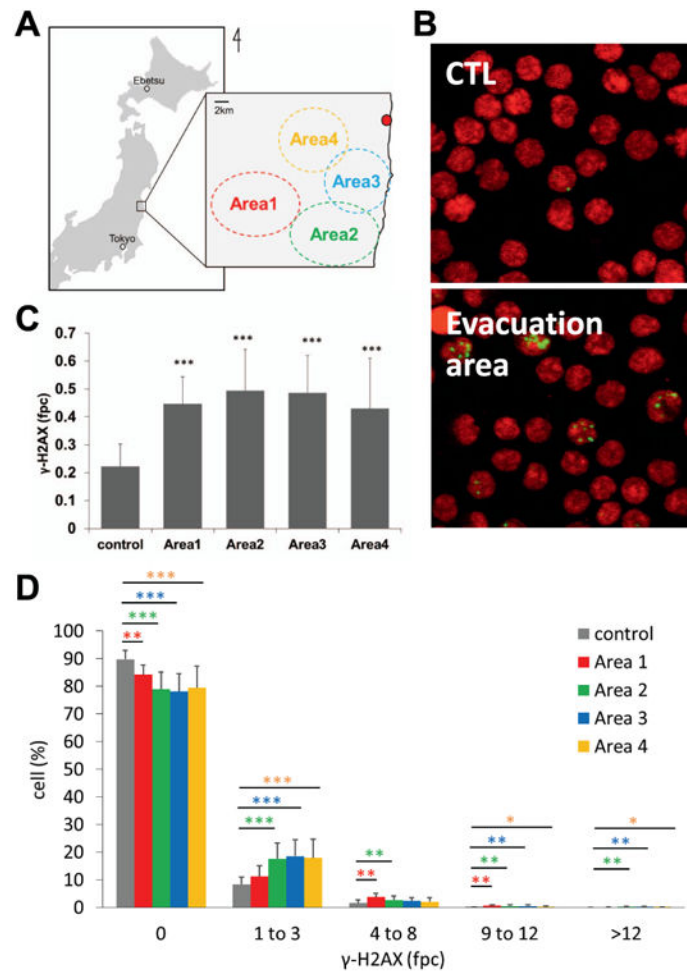 A
Ebetsu
Tokyo
2km
Area4
Area3
Area1
Area2
B
CTL
Evacuation
area
C
γ-H2AX (fpc)
0.7
0.6
0.5
0.4
0.3
0.2
0.1
0
***
***
***
***
control Area1 Area2 Area3 Area4
D
cell (%)
100
90
80
70
60
50
40
30
20
10
0
***
***
***
**
***
***
***
**
**
*
**
**
**
*
**
**
control
Area 1
Area 2
Area 3
Area 4
0 1 to 3 4 to 8 9 to 12 >12
γ-H2AX (fpc)